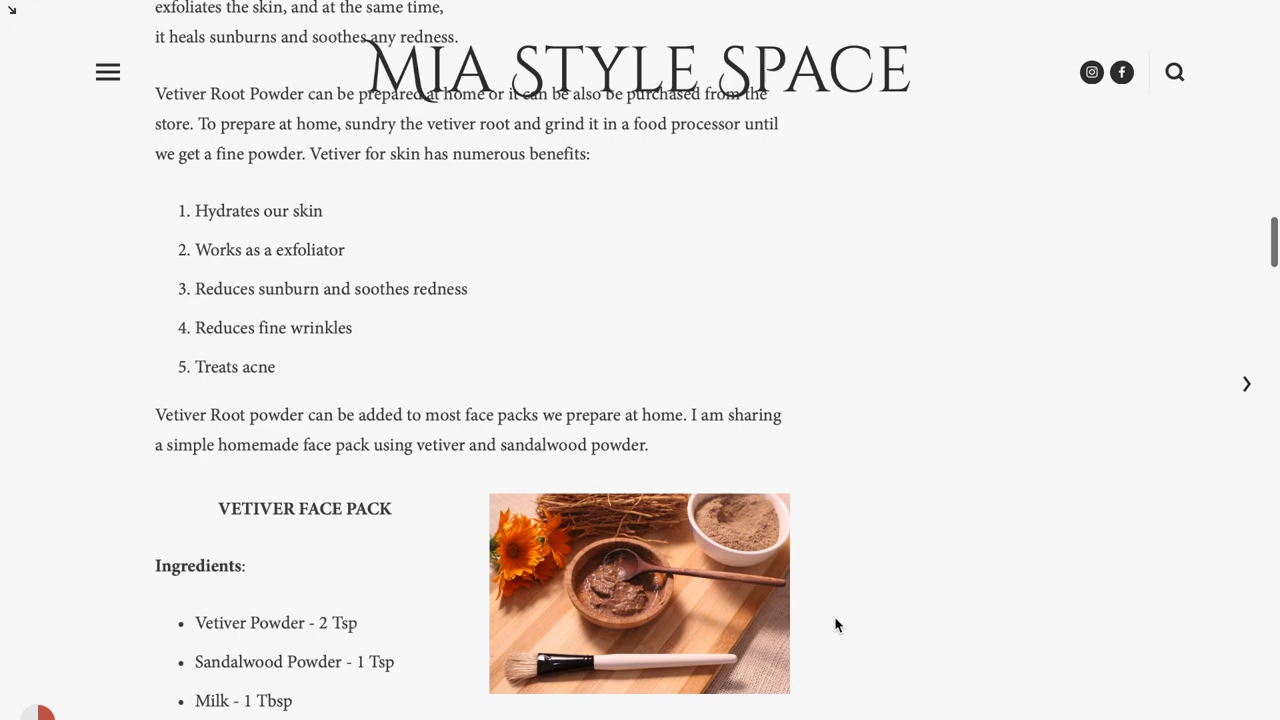 exfoliates the skin, and at the same time,
it heals sunburns and soothes any redness.
MIA STYLE SPACE
Vetiver Root Powder can be prepared at home or it can be also be purchased from the
store. To prepare at home, sundry the vetiver root and grind it in a food processor until
we get a fine powder. Vetiver for skin has numerous benefits:
1. Hydrates our skin
2. Works as a exfoliator
3. Reduces sunburn and soothes redness
4. Reduces fine wrinkles
5. Treats acne
Vetiver Root powder can be added to most face packs we prepare at home. I am sharing
a simple homemade face pack using vetiver and sandalwood powder.
VETIVER FACE PACK
Ingredients:
• Vetiver Powder - 2 Tsp
• Sandalwood Powder - 1 Tsp
• Milk - 1 Tbsp